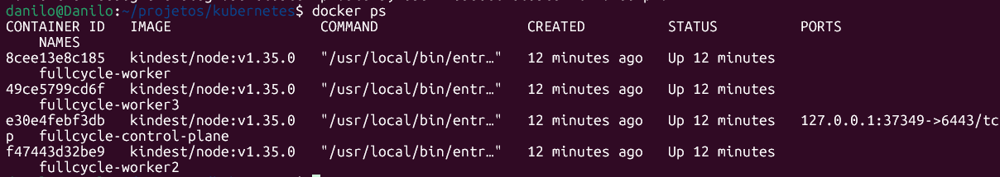 danilo@Danilo:~/projetos/kubernetes$ docker ps
CONTAINER ID   IMAGE                  COMMAND                  CREATED          STATUS          PORTS
    NAMES
8cee13e8c185   kindest/node:v1.35.0   "/usr/local/bin/entr…"   12 minutes ago   Up 12 minutes
    fullcycle-worker
49ce5799cd6f   kindest/node:v1.35.0   "/usr/local/bin/entr…"   12 minutes ago   Up 12 minutes
    fullcycle-worker3
e30e4febf3db   kindest/node:v1.35.0   "/usr/local/bin/entr…"   12 minutes ago   Up 12 minutes   127.0.0.1:37349->6443/tc
p   fullcycle-control-plane
f47443d32be9   kindest/node:v1.35.0   "/usr/local/bin/entr…"   12 minutes ago   Up 12 minutes
    fullcycle-worker2